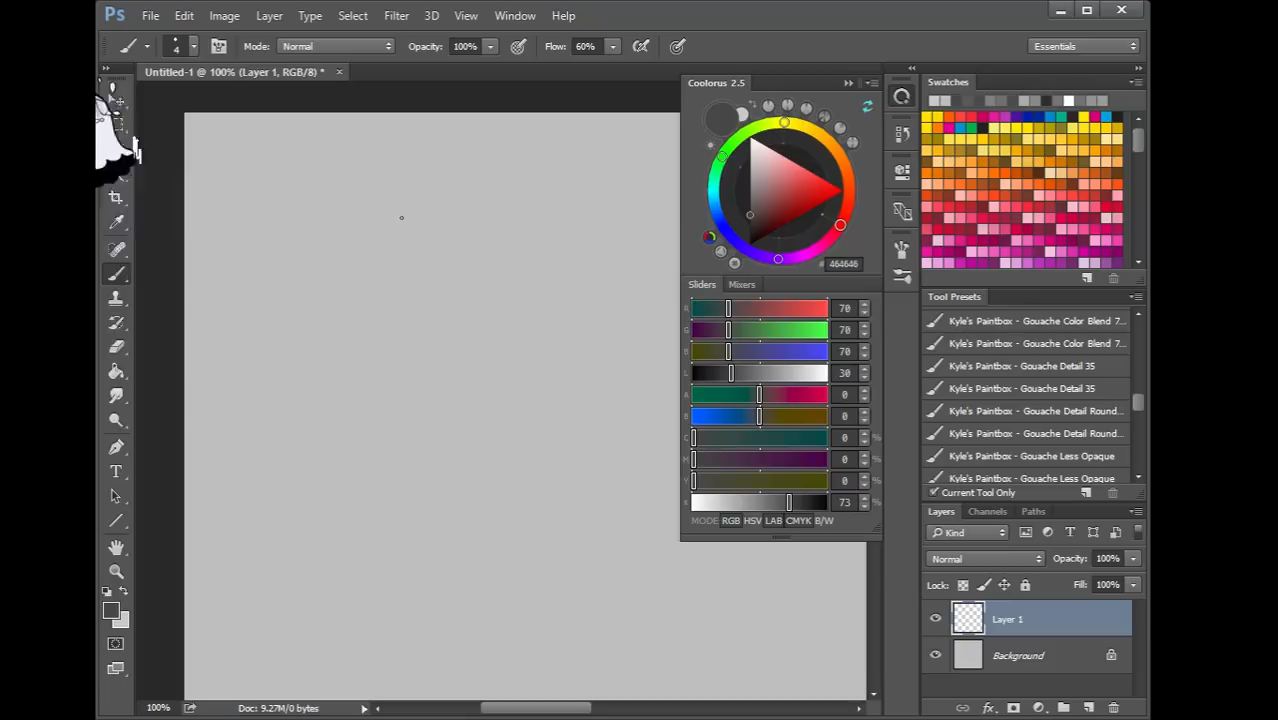 Ps File Edit Image Layer Type Select Filter 3D View Window Help
4 Mode: Normal Opacity: 100% Flow: 60% Essentials
Untitled-1 @ 100% (Layer 1, RGB/8) *
Coolorus 2.5
Swatches
# 464646
Sliders Mixers
R 70
G 70
B 70
L 30
A 0
B 0
C 0 %
M 0 %
Y 0 %
K 73 %
MODE RGB HSV LAB CMYK B/W
Tool Presets
Kyle's Paintbox - Gouache Color Blend 7...
Kyle's Paintbox - Gouache Color Blend 7...
Kyle's Paintbox - Gouache Detail 35
Kyle's Paintbox - Gouache Detail 35
Kyle's Paintbox - Gouache Detail Round...
Kyle's Paintbox - Gouache Detail Round...
Kyle's Paintbox - Gouache Less Opaque
Kyle's Paintbox - Gouache Less Opaque
Current Tool Only
Layers Channels Paths
Kind
Normal Opacity: 100%
Lock: Fill: 100%
Layer 1
Background
100% Doc: 9.27M/0 bytes